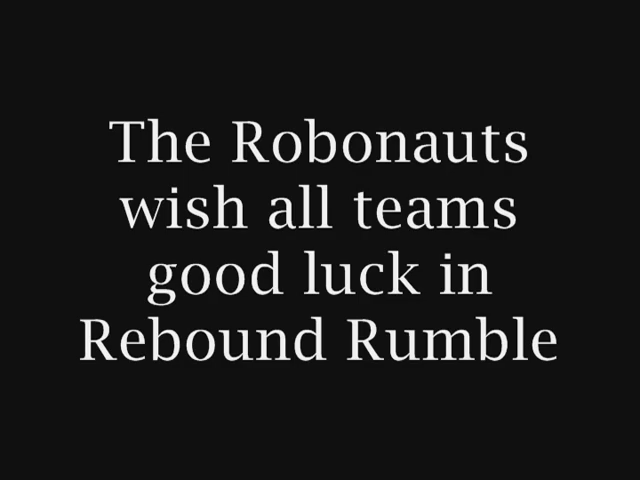 The Robonauts
wish all teams
good luck in
Rebound Rumble